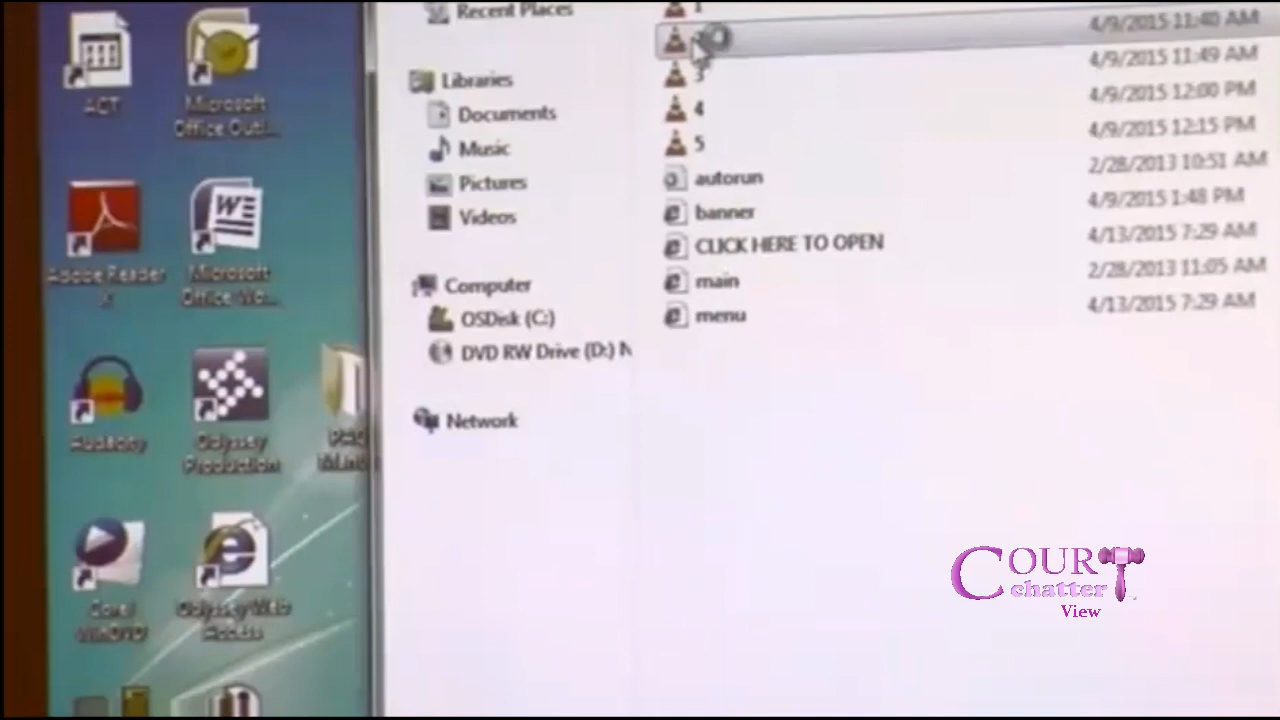 ACT
Microsoft
Office Outl...
Adobe Reader
X
Microsoft
Office Wo...
Audacity
Odyssey
Production
Corel
WinDVD
Odyssey Web
Access
Recent Places
Libraries
Documents
Music
Pictures
Videos
Computer
OSDisk (C:)
DVD RW Drive (D:) N
Network
1
4/9/2015 11:40 AM
3
4/9/2015 11:49 AM
4
4/9/2015 12:00 PM
5
4/9/2015 12:15 PM
autorun
2/28/2013 10:51 AM
banner
4/9/2015 1:48 PM
CLICK HERE TO OPEN
4/13/2015 7:29 AM
main
2/28/2013 11:05 AM
menu
4/13/2015 7:29 AM
COURT
chatter
View